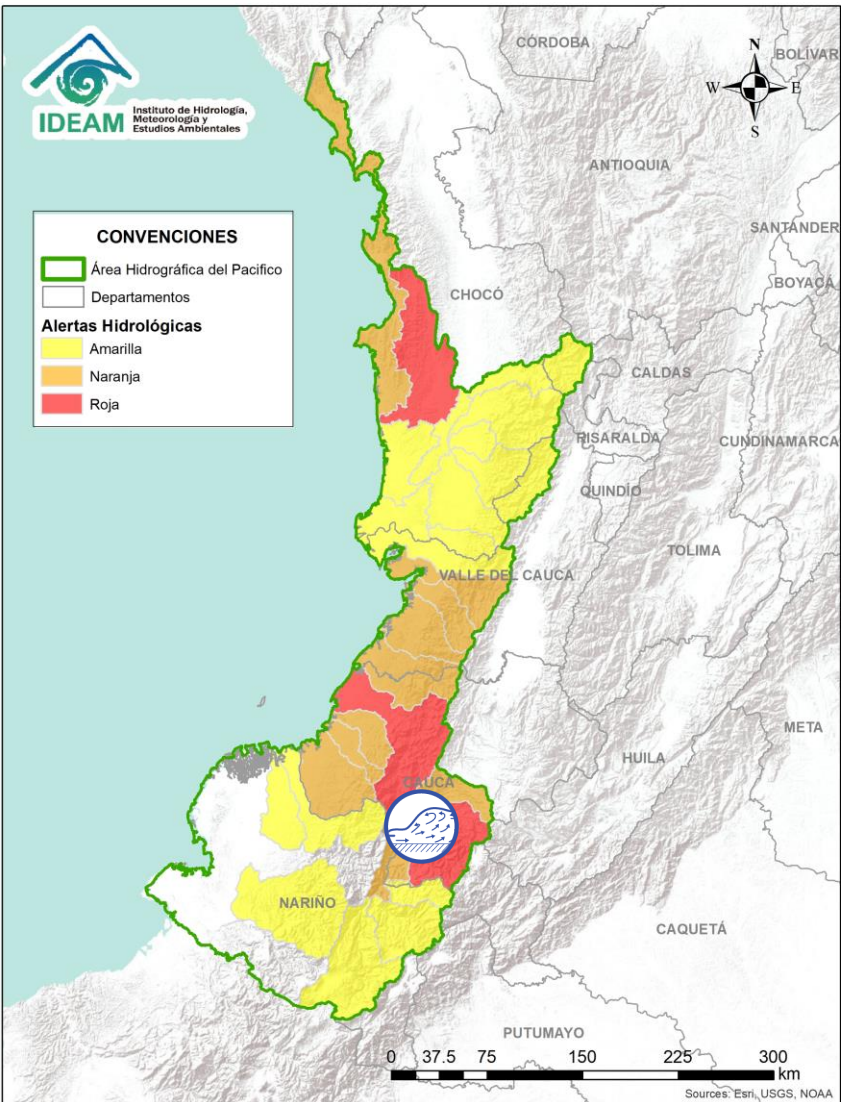 IDEAM
Instituto de Hidrología,
Meteorología y
Estudios Ambientales
N
W
E
S
CÓRDOBA
BOLÍVAR
ANTIOQUIA
SANTANDER
BOYACÁ
CHOCÓ
CALDAS
RISARALDA
CUNDINAMARCA
QUINDÍO
TOLIMA
VALLE DEL CAUCA
META
HUILA
CAUCA
NARIÑO
CAQUETÁ
PUTUMAYO
CONVENCIONES
Área Hidrográfica del Pacifico
Departamentos
Alertas Hidrológicas
Amarilla
Naranja
Roja
0 37.5 75 150 225 300
km
Sources: Esri, USGS, NOAA